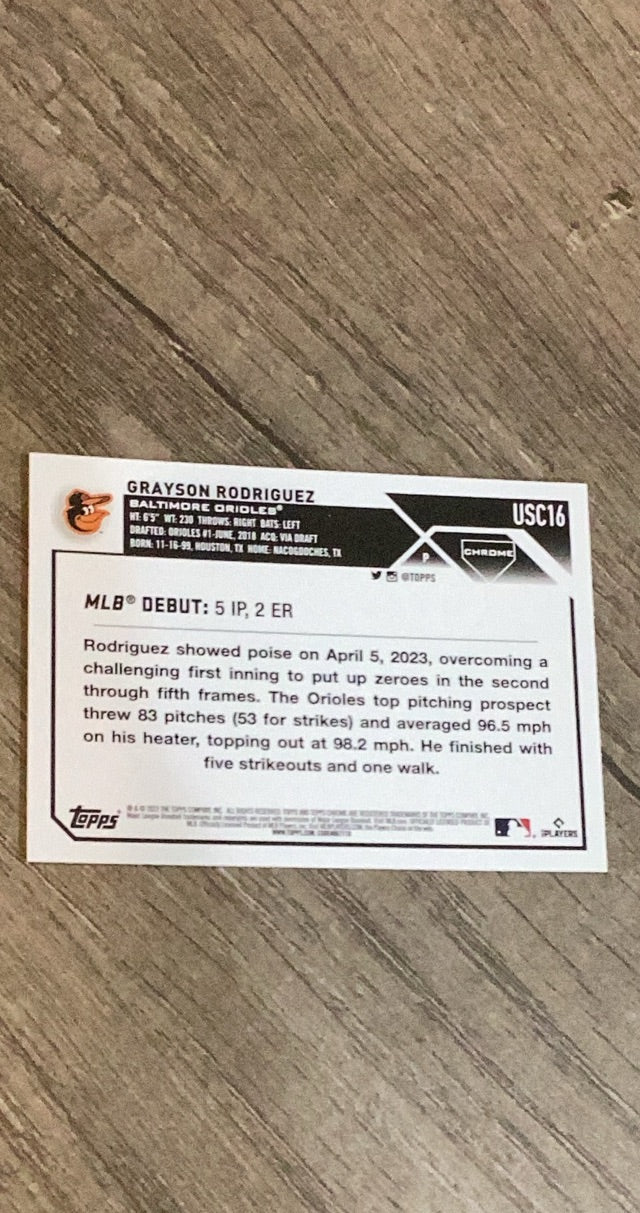 GRAYSON RODRIGUEZ
BALTIMORE ORIOLES®
HT: 6'5" WT: 230 THROWS: RIGHT BATS: LEFT
DRAFTED: ORIOLES #1-JUNE, 2018 ACQ: VIA DRAFT
BORN: 11-16-99, HOUSTON, TX HOME: NACOGDOCHES, TX
USC16
P
CHROME
@TOPPS
MLB® DEBUT: 5 IP, 2 ER
Rodriguez showed poise on April 5, 2023, overcoming a
challenging first inning to put up zeroes in the second
through fifth frames. The Orioles top pitching prospect
threw 83 pitches (53 for strikes) and averaged 96.5 mph
on his heater, topping out at 98.2 mph. He finished with
five strikeouts and one walk.
Topps
PLAYERS